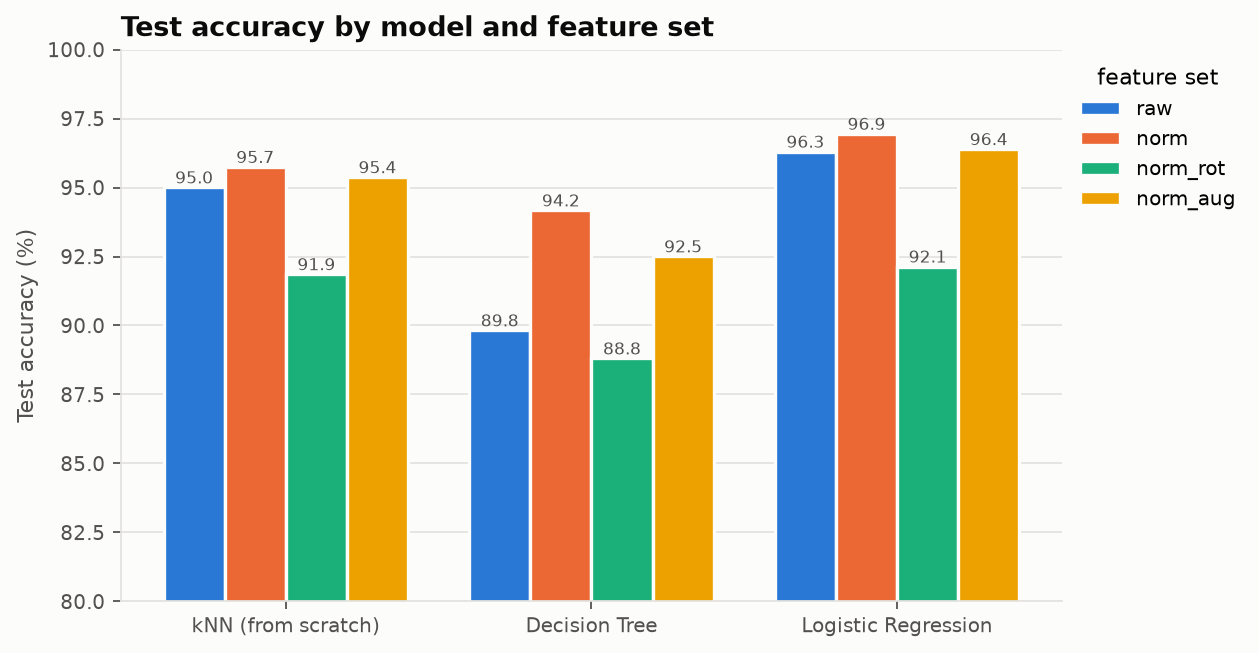 Test accuracy by model and feature set
100.0
97.5
95.0
92.5
90.0
87.5
85.0
82.5
80.0
Test accuracy (%)
95.0
95.7
91.9
95.4
89.8
94.2
88.8
92.5
96.3
96.9
92.1
96.4
kNN (from scratch)
Decision Tree
Logistic Regression
feature set
raw
norm
norm_rot
norm_aug